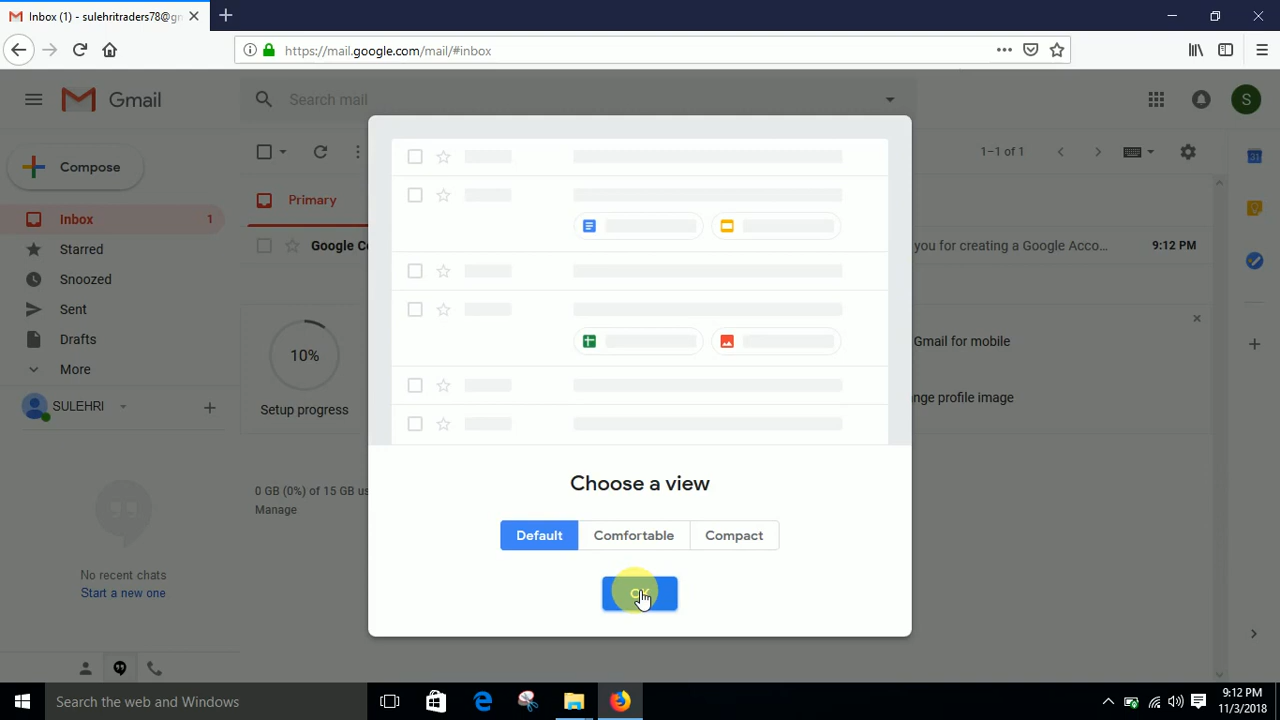 Inbox (1) - sulehritraders78@gm
https://mail.google.com/mail/#inbox
Gmail
Search mail
S
Compose
1–1 of 1
Inbox 1
Primary
Starred
Google Co
you for creating a Google Acco...
9:12 PM
Snoozed
Sent
Drafts
Gmail for mobile
10%
More
nge profile image
SULEHRI
Setup progress
Choose a view
0 GB (0%) of 15 GB us
Manage
Default
Comfortable
Compact
No recent chats
Start a new one
OK
Search the web and Windows
9:12 PM
11/3/2018